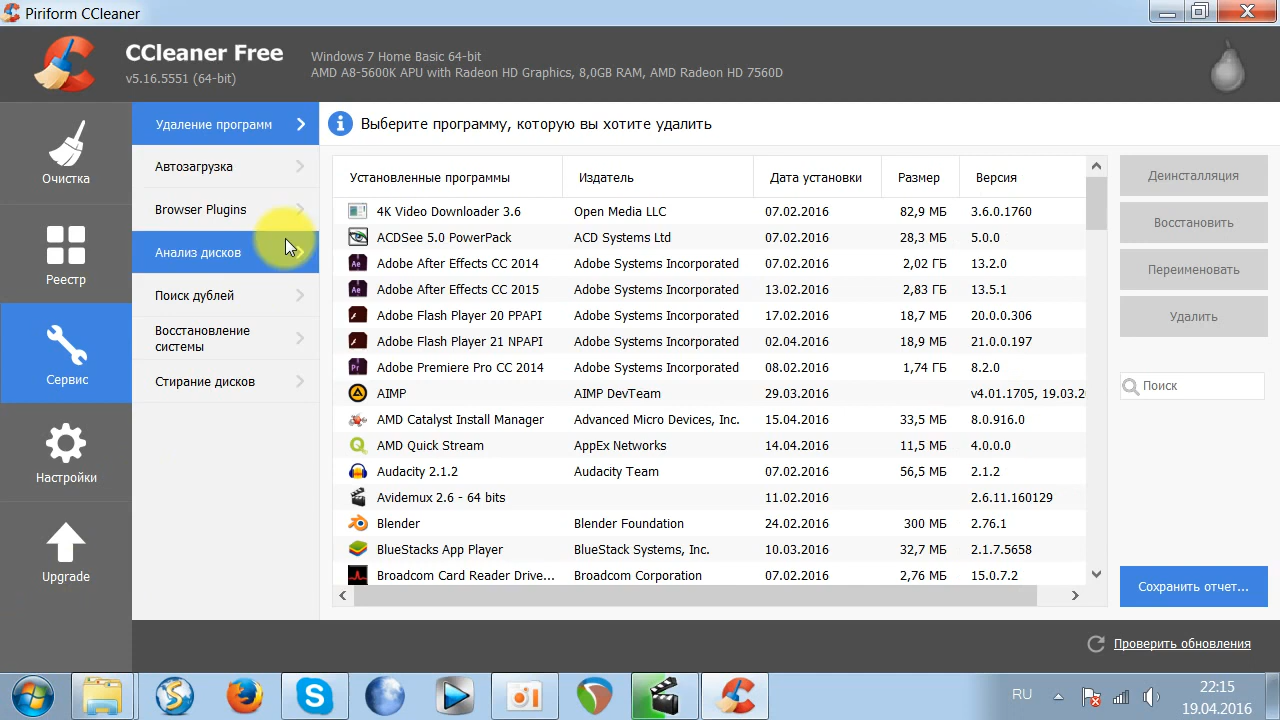 Piriform CCleaner
CCleaner Free
v5.16.5551 (64-bit)
Windows 7 Home Basic 64-bit
AMD A8-5600K APU with Radeon HD Graphics, 8,0GB RAM, AMD Radeon HD 7560D
Очистка
Реестр
Сервис
Настройки
Upgrade
Удаление программ
Автозагрузка
Browser Plugins
Анализ дисков
Поиск дублей
Восстановление
системы
Стирание дисков
Выберите программу, которую вы хотите удалить
Установленные программы Издатель Дата установки Размер Версия
4K Video Downloader 3.6 Open Media LLC 07.02.2016 82,9 МБ 3.6.0.1760
ACDSee 5.0 PowerPack ACD Systems Ltd 07.02.2016 28,3 МБ 5.0.0
Adobe After Effects CC 2014 Adobe Systems Incorporated 07.02.2016 2,02 ГБ 13.2.0
Adobe After Effects CC 2015 Adobe Systems Incorporated 13.02.2016 2,83 ГБ 13.5.1
Adobe Flash Player 20 PPAPI Adobe Systems Incorporated 17.02.2016 18,7 МБ 20.0.0.306
Adobe Flash Player 21 NPAPI Adobe Systems Incorporated 02.04.2016 18,9 МБ 21.0.0.197
Adobe Premiere Pro CC 2014 Adobe Systems Incorporated 08.02.2016 1,74 ГБ 8.2.0
AIMP AIMP DevTeam 29.03.2016 v4.01.1705, 19.03.2
AMD Catalyst Install Manager Advanced Micro Devices, Inc. 15.04.2016 33,5 МБ 8.0.916.0
AMD Quick Stream AppEx Networks 14.04.2016 11,5 МБ 4.0.0.0
Audacity 2.1.2 Audacity Team 07.02.2016 56,5 МБ 2.1.2
Avidemux 2.6 - 64 bits 11.02.2016 2.6.11.160129
Blender Blender Foundation 24.02.2016 300 МБ 2.76.1
BlueStacks App Player BlueStack Systems, Inc. 10.03.2016 32,7 МБ 2.1.7.5658
Broadcom Card Reader Drive... Broadcom Corporation 07.02.2016 2,76 МБ 15.0.7.2
Деинсталляция
Восстановить
Переименовать
Удалить
Поиск
Сохранить отчет...
Проверить обновления
RU
22:15
19.04.2016